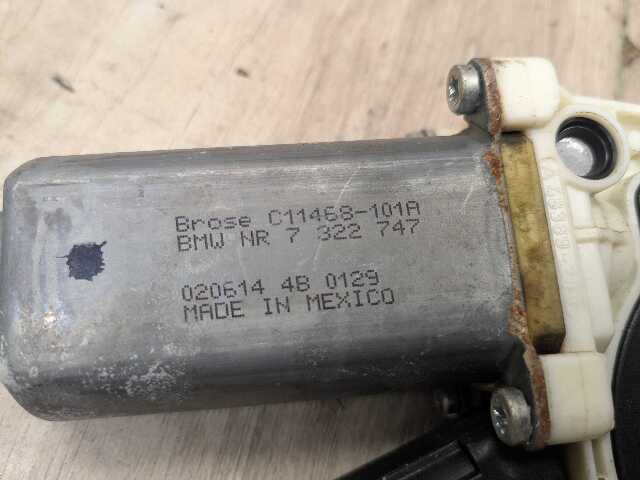 Brose C11468-101A
BMW NR 7 322 747
020614 4B 0129
MADE IN MEXICO